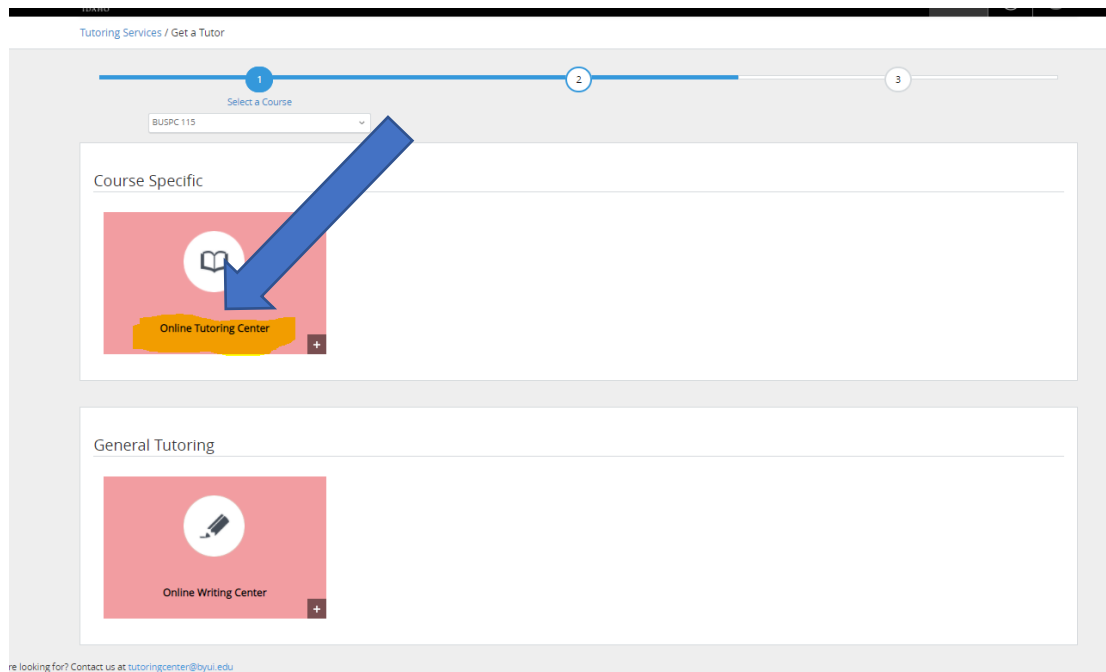 IDAHO
Tutoring Services / Get a Tutor
1
2
3
Select a Course
BUSPC 115
Course Specific
Online Tutoring Center
+
General Tutoring
Online Writing Center
+
re looking for? Contact us at tutoringcenter@byui.edu